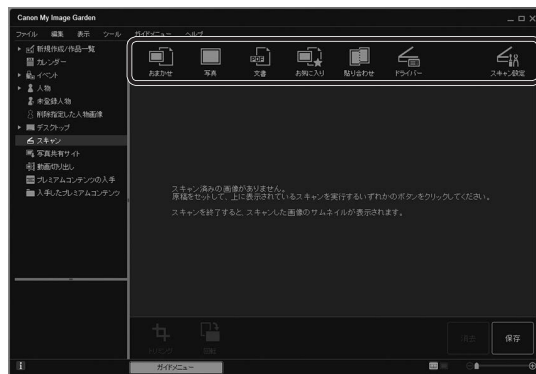 Canon My Image Garden
ファイル 編集 表示 ツール ガイドメニュー ヘルプ
新規作成/作品一覧
カレンダー
イベント
人物
未登録人物
削除指定した人物画像
デスクトップ
スキャン
写真共有サイト
動画切り出し
プレミアムコンテンツの入手
入手したプレミアムコンテンツ
おまかせ 写真 文書 お気に入り 貼り合わせ ドライバー スキャン設定
PDF
スキャン済みの画像がありません。
原稿をセットして、上に表示されているスキャンを実行するいずれかのボタンをクリックしてください。
スキャンを終了すると、スキャンした画像のサムネイルが表示されます。
トリミング 回転 消去 保存
ガイドメニュー